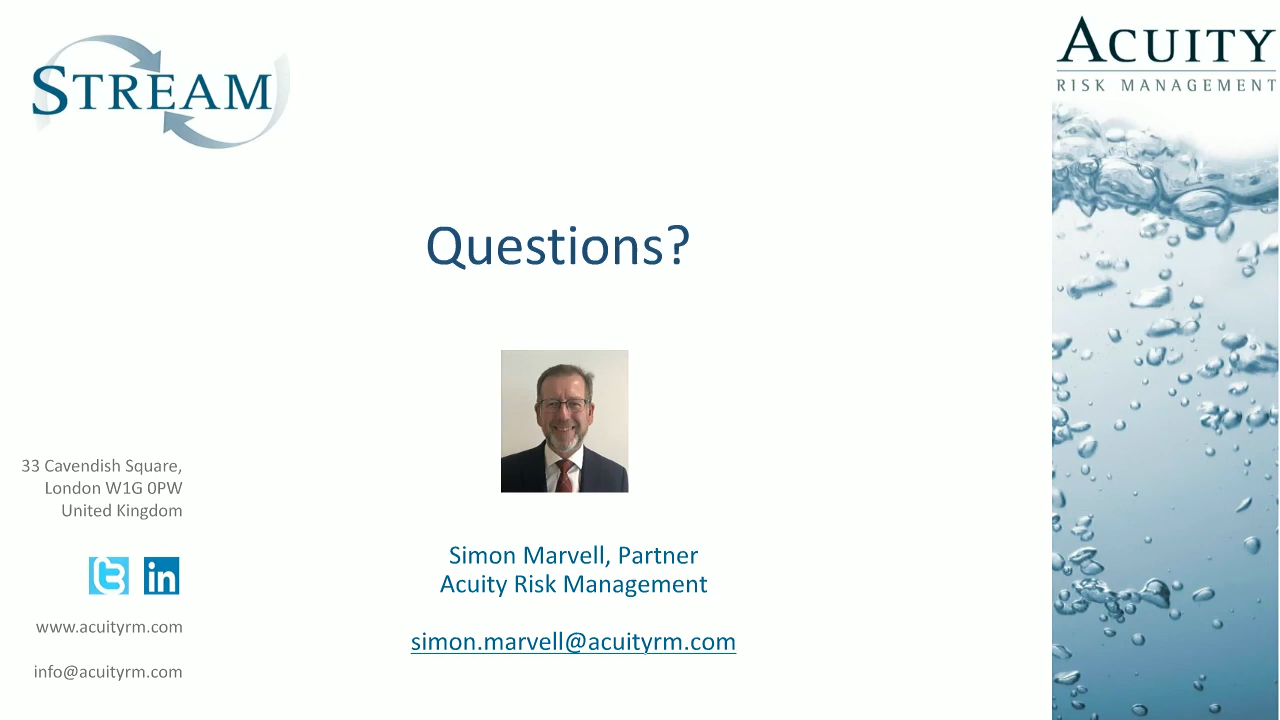 STREAM
ACUITY
RISK MANAGEMENT
Questions?
33 Cavendish Square,
London W1G 0PW
United Kingdom
in
www.acuityrm.com
info@acuityrm.com
Simon Marvell, Partner
Acuity Risk Management
simon.marvell@acuityrm.com